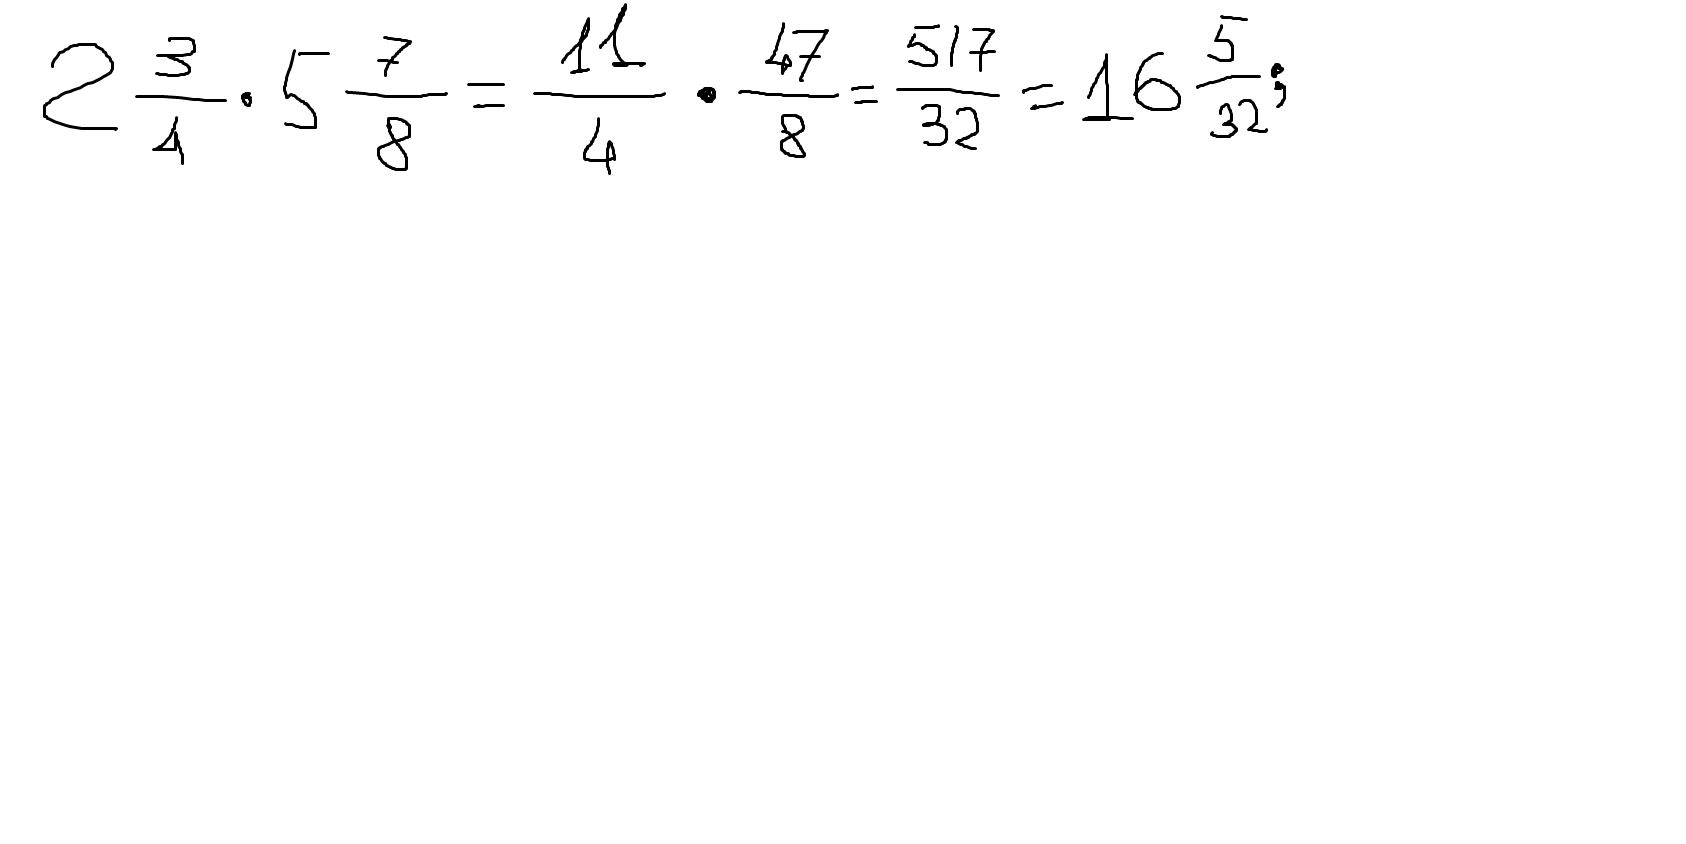 2 3/4 · 5 7/8 = 11/4 · 47/8 = 517/32 = 16 5/32;